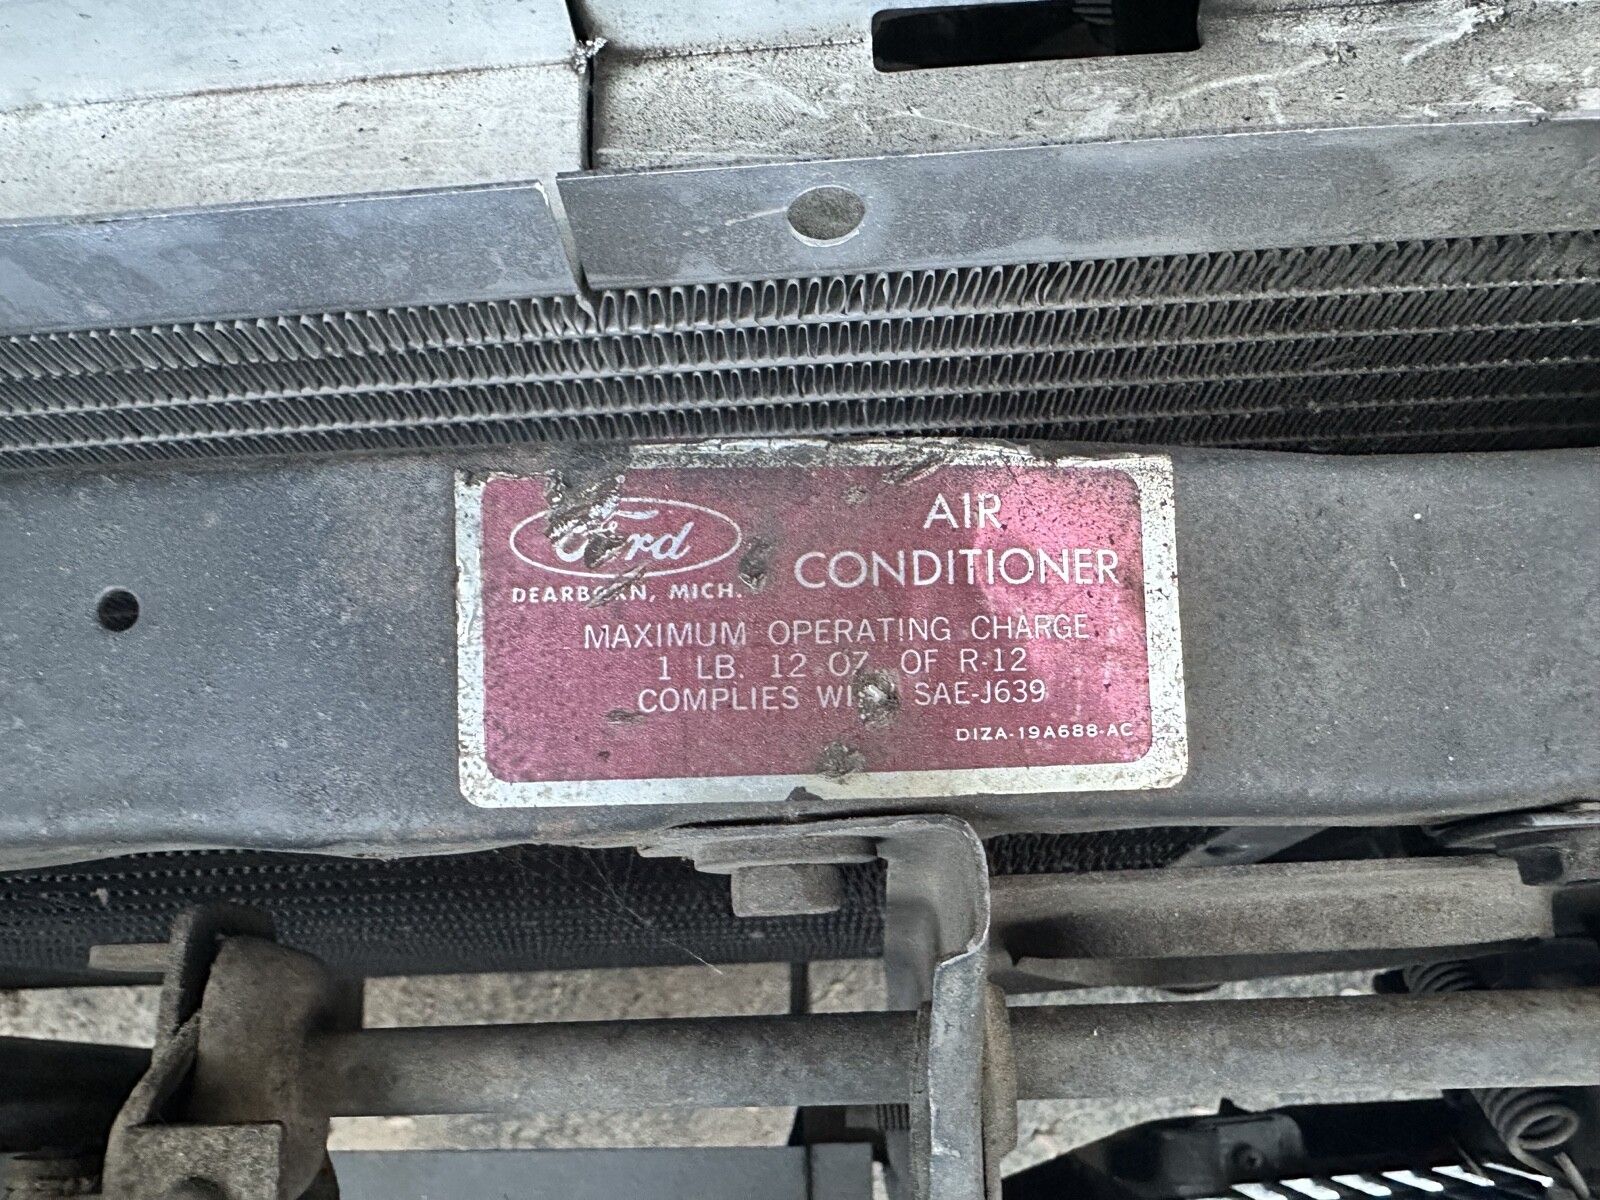 Ford
AIR
CONDITIONER
DEARBORN, MICH.
MAXIMUM OPERATING CHARGE
1 LB. 12 OZ. OF R-12
COMPLIES WITH SAE-J639
D1ZA-19A688-AC